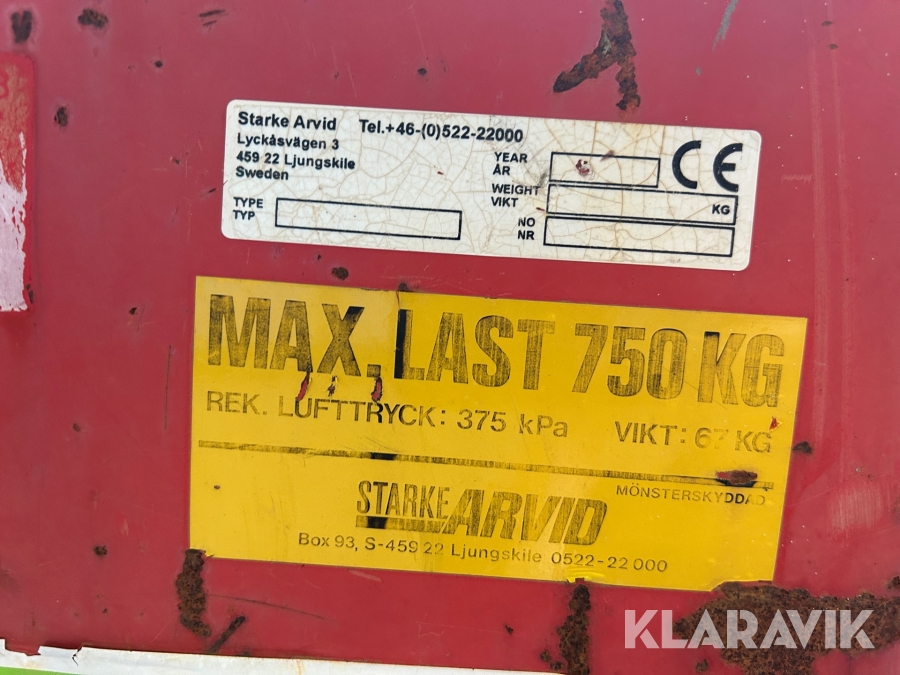 Starke Arvid Tel.+46-(0)522-22000
Lyckåsvägen 3
459 22 Ljungskile
Sweden
YEAR
ÅR
CE
WEIGHT
VIKT KG
TYPE
TYP
NO
NR
MAX. LAST 750 KG
REK. LUFTTRYCK: 375 kPa VIKT: 67 KG
MÖNSTERSKYDDAD
STARKE ARVID
Box 93, S-459 22 Ljungskile 0522-22 000
KLARAVIK